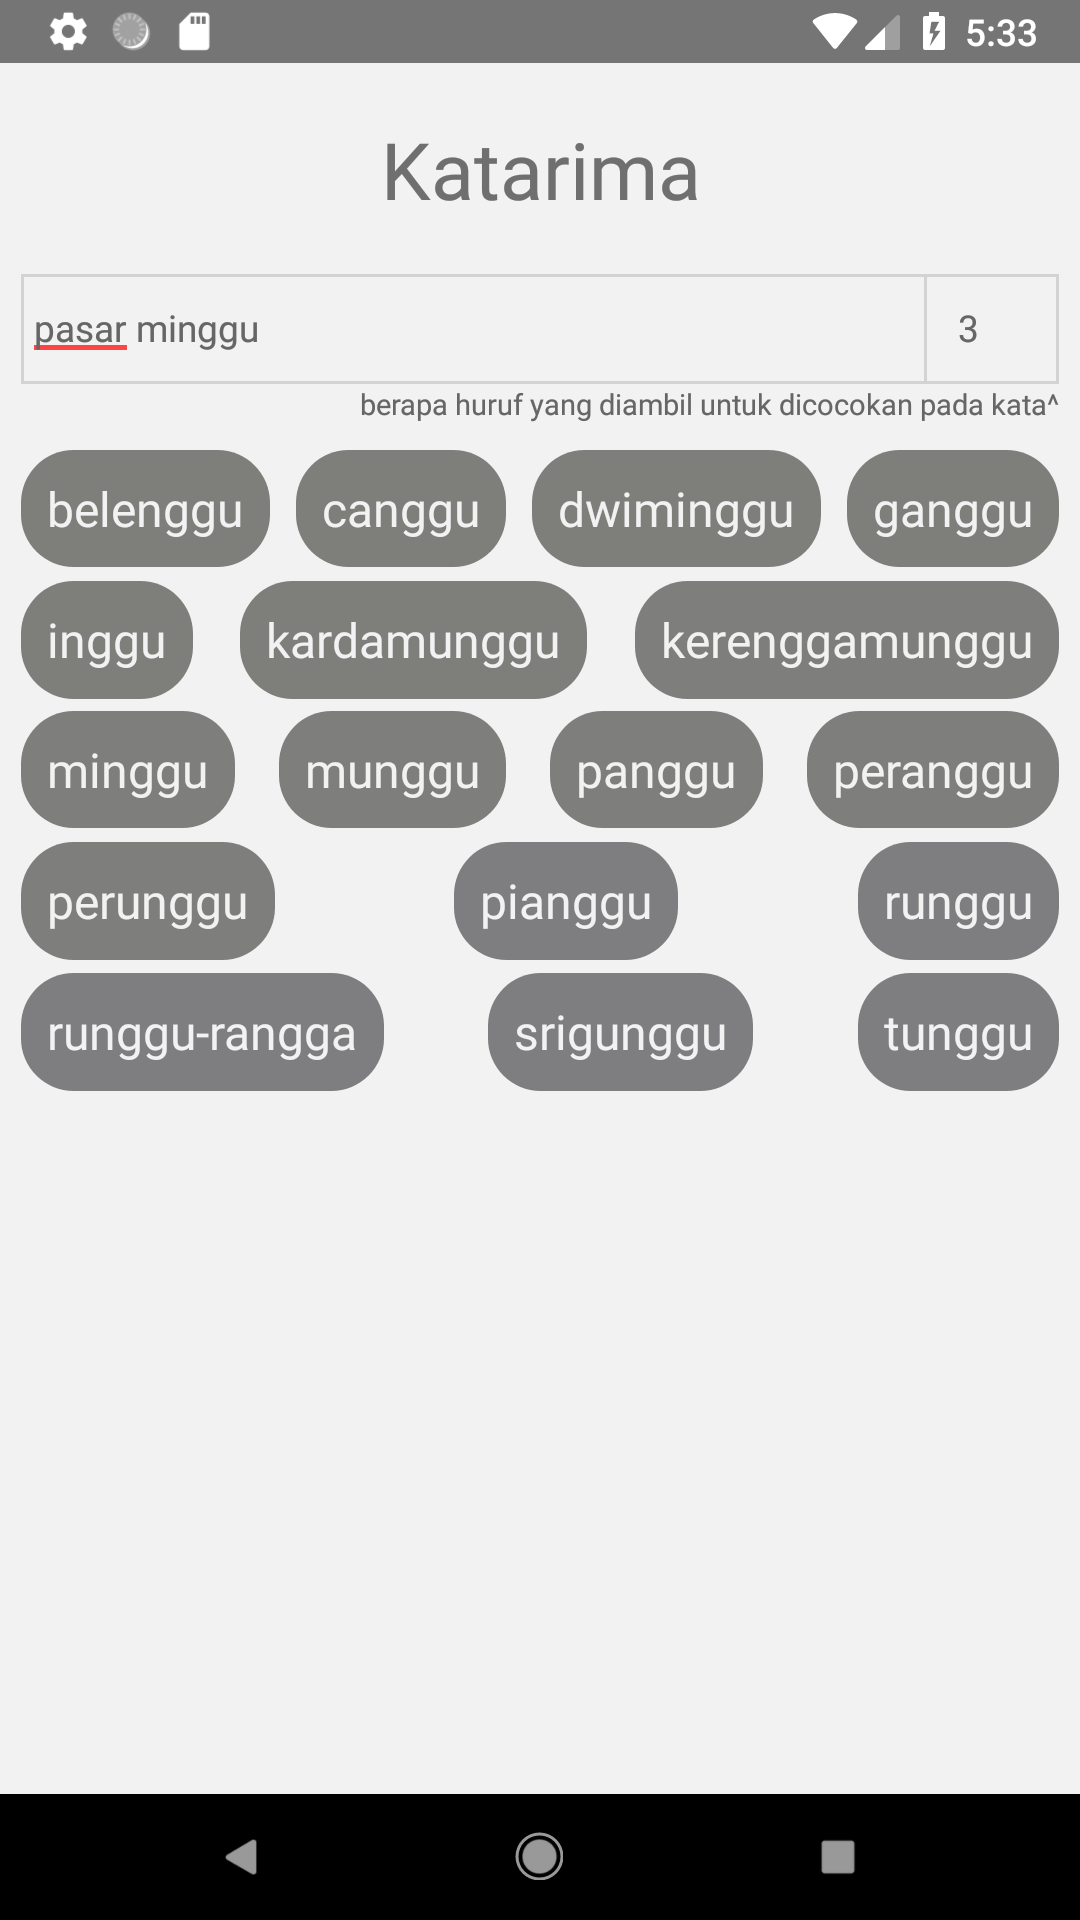 5:33
Katarima
pasar minggu 3
berapa huruf yang diambil untuk dicocokan pada kata^
belenggu canggu dwiminggu ganggu
inggu kardamunggu kerenggamunggu
minggu munggu panggu peranggu
perunggu pianggu runggu
runggu-rangga srigunggu tunggu